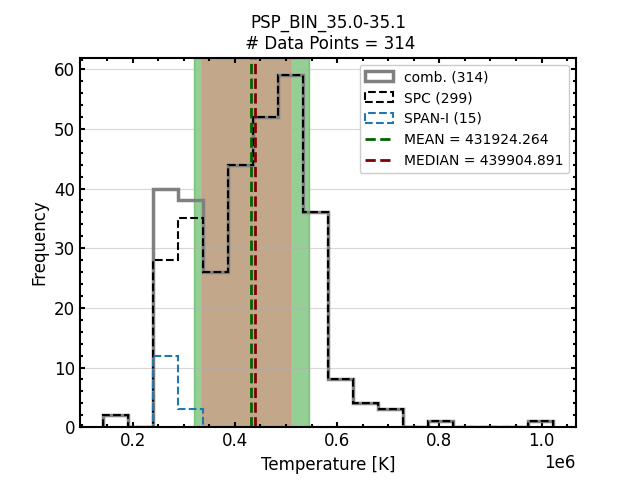 PSP_BIN_35.0-35.1
# Data Points = 314
60
50
40
30
20
10
0
Frequency
comb. (314)
SPC (299)
SPAN-I (15)
MEAN = 431924.264
MEDIAN = 439904.891
0.2 0.4 0.6 0.8 1.0
1e6
Temperature [K]